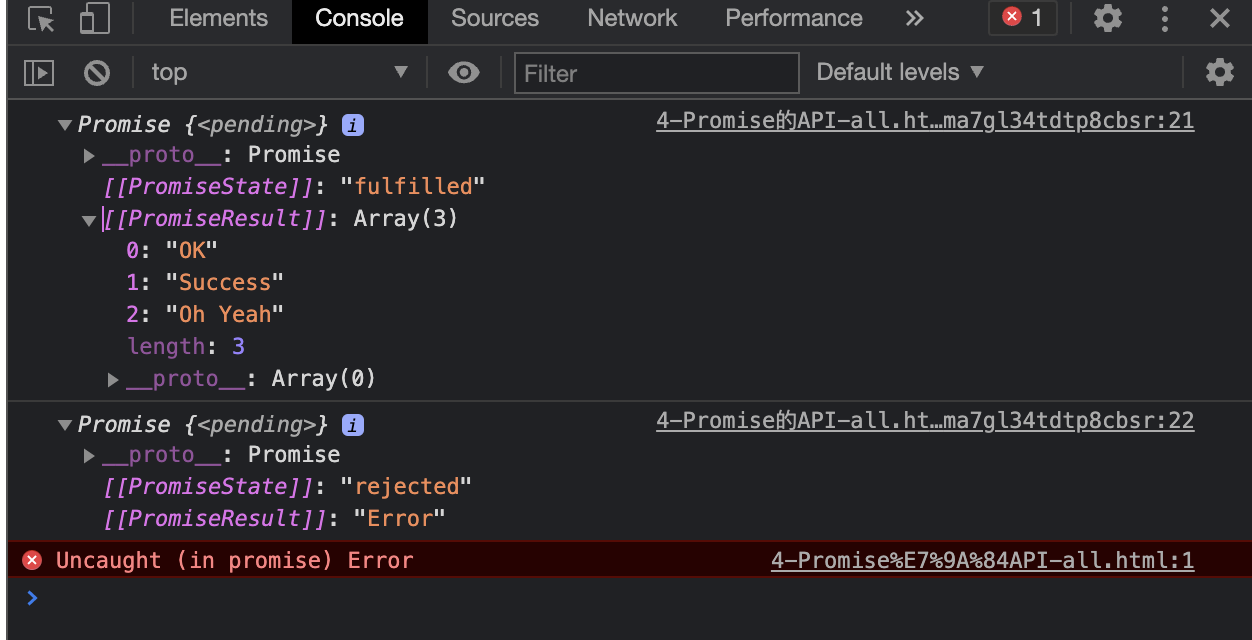 Elements Console Sources Network Performance » 1
top Filter Default levels
Promise {<pending>} i 4-Promise的API-all.ht…ma7gl34tdtp8cbsr:21
__proto__: Promise
[[PromiseState]]: "fulfilled"
[[PromiseResult]]: Array(3)
0: "OK"
1: "Success"
2: "Oh Yeah"
length: 3
__proto__: Array(0)
Promise {<pending>} i 4-Promise的API-all.ht…ma7gl34tdtp8cbsr:22
__proto__: Promise
[[PromiseState]]: "rejected"
[[PromiseResult]]: "Error"
Uncaught (in promise) Error 4-Promise%E7%9A%84API-all.html:1